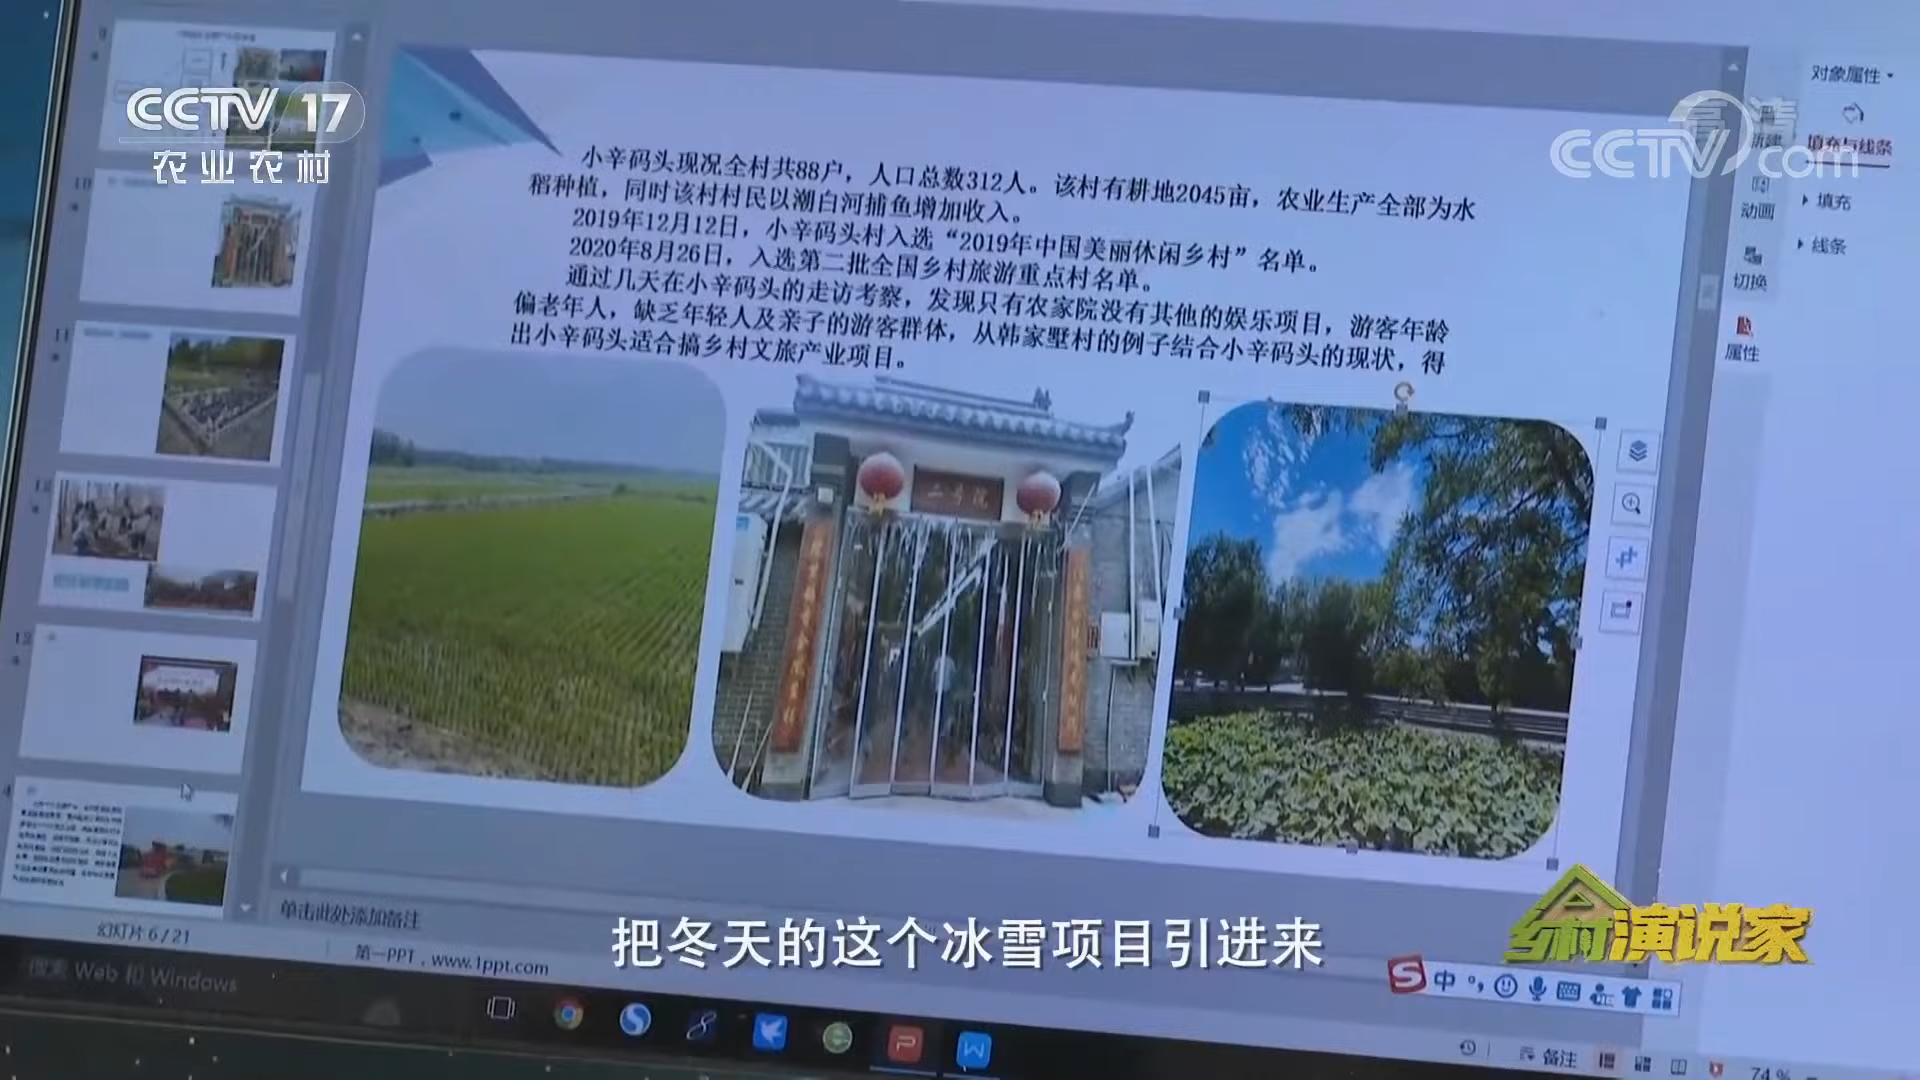 CCTV 17
农业农村
高清
CCTV.com
对象属性
新建
填充与线条
动画
填充
线条
切换
属性
小辛码头现况全村共88户，人口总数312人。该村有耕地2045亩，农业生产全部为水
稻种植，同时该村村民以潮白河捕鱼增加收入。
2019年12月12日，小辛码头村入选“2019年中国美丽休闲乡村”名单。
2020年8月26日，入选第二批全国乡村旅游重点村名单。
通过几天在小辛码头的走访考察，发现只有农家院没有其他的娱乐项目，游客年龄
偏老年人，缺乏年轻人及亲子的游客群体，从韩家墅村的例子结合小辛码头的现状，得
出小辛码头适合搞乡村文旅产业项目。
9
10
11
12
13
二号院
单击此处添加备注
幻灯片 6 / 21
第一PPT，www.1ppt.com
把冬天的这个冰雪项目引进来
乡村演说家
搜索 Web 和 Windows
中
备注
74 %